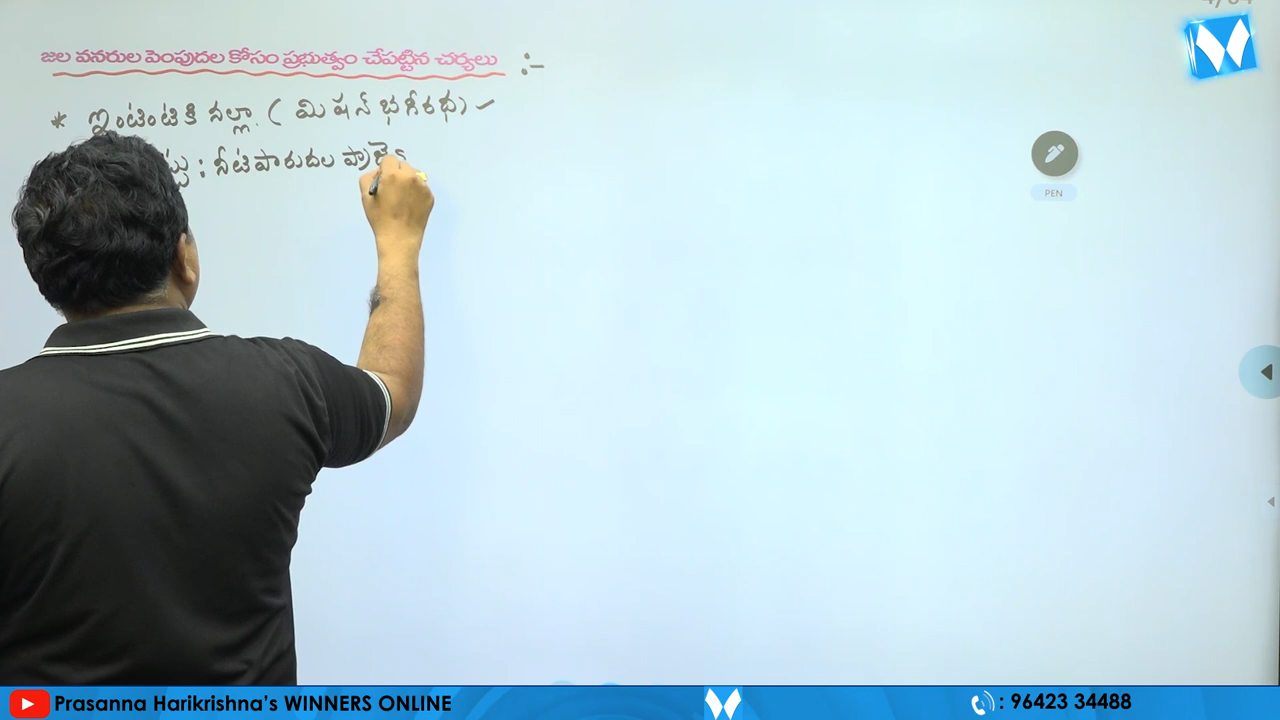 జల వనరుల పెంపుదల కోసం ప్రభుత్వం చేపట్టిన చర్యలు :-
* ఇంటింటికి నల్లా. ( మిషన్ భగీరథ)
: నీటిపారుదల
PEN
Prasanna Harikrishna's WINNERS ONLINE
: 96423 34488